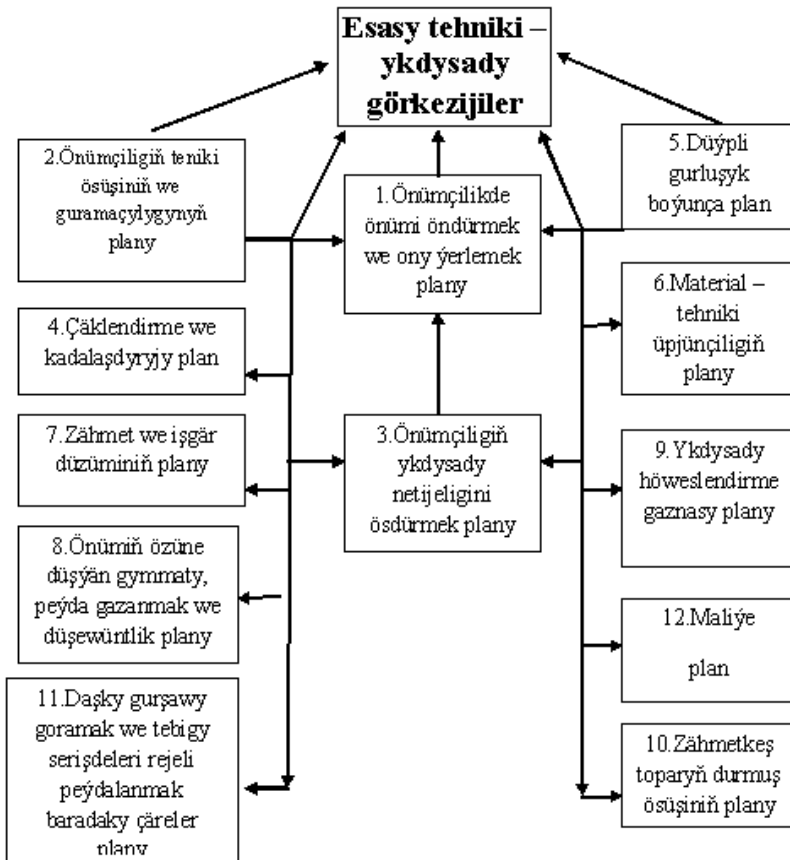 Esasy tehniki –
ykdysady
görkezijiler
2.Önümçiligiň teniki
ösüşiniň we
guramaçylygynyň
plany
1.Önümçilikde
önümi öndürmek
we ony ýerlemek
plany
5.Düýpli
gurluşyk
boýunça plan
4.Çäklendirme we
kadalaşdyryjy plan
6.Material –
tehniki
üpjünçiligiň
plany
7.Zähmet we işgär
düzüminiň plany
3.Önümçiligiň
ykdysady
netijeligini
ösdürmek plany
9.Ykdysady
höweslendirme
gaznasy plany
8.Önümiň özüne
düşýän gymmaty,
peýda gazanmak we
düşewüntlik plany
12.Maliýe
plan
11.Daşky gurşawy
goramak we tebigy
serişdeleri rejeli
peýdalanmak
baradaky çäreler
plany
10.Zähmetkeş
toparyň durmuş
ösüşiniň plany